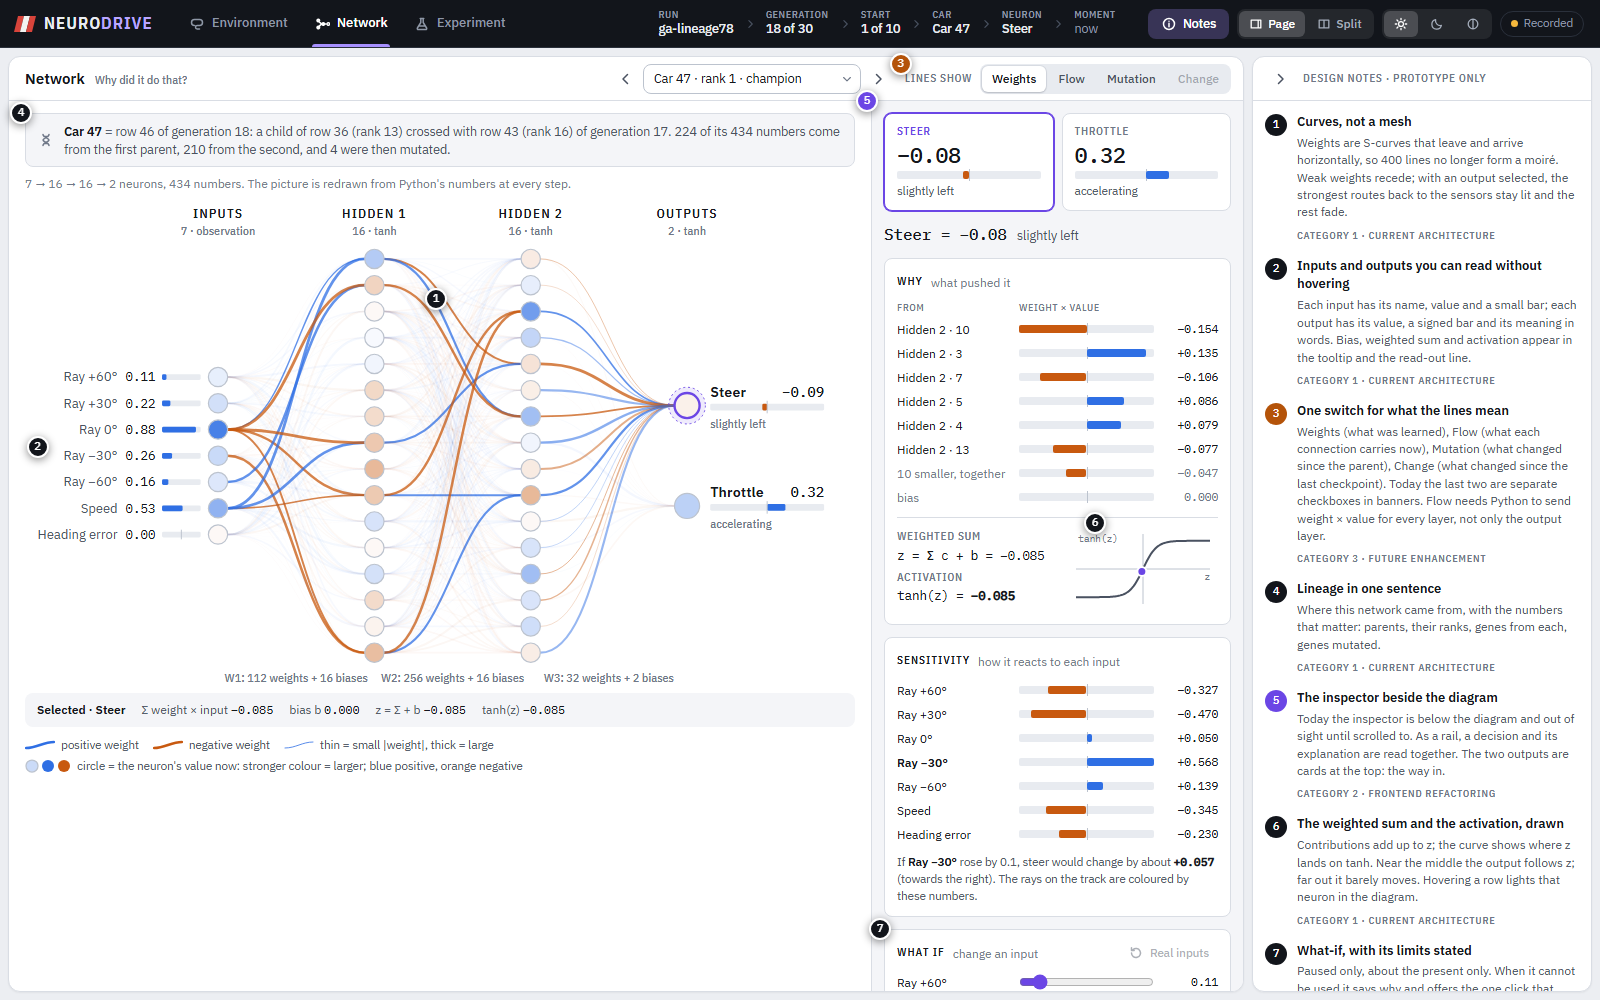 NEURODRIVE
Environment
Network
Experiment
RUN
ga-lineage78
GENERATION
18 of 30
START
1 of 10
CAR
Car 47
NEURON
Steer
MOMENT
now
Notes
Page
Split
Recorded
Network Why did it do that?
Car 47 · rank 1 · champion
3
LINES SHOW
Weights
Flow
Mutation
Change
5
4
Car 47 = row 46 of generation 18: a child of row 36 (rank 13) crossed with row 43 (rank 16) of generation 17. 224 of its 434 numbers come
from the first parent, 210 from the second, and 4 were then mutated.
7 → 16 → 16 → 2 neurons, 434 numbers. The picture is redrawn from Python's numbers at every step.
INPUTS
7 · observation
HIDDEN 1
16 · tanh
HIDDEN 2
16 · tanh
OUTPUTS
2 · tanh
1
2
Ray +60° 0.11
Ray +30° 0.22
Ray 0° 0.88
Ray −30° 0.26
Ray −60° 0.16
Speed 0.53
Heading error 0.00
Steer −0.09
slightly left
Throttle 0.32
accelerating
W1: 112 weights + 16 biases
W2: 256 weights + 16 biases
W3: 32 weights + 2 biases
Selected · Steer Σ weight × input −0.085 bias b 0.000 z = Σ + b −0.085 tanh(z) −0.085
positive weight negative weight thin = small |weight|, thick = large
circle = the neuron's value now: stronger colour = larger; blue positive, orange negative
STEER
−0.08
slightly left
THROTTLE
0.32
accelerating
Steer = −0.08 slightly left
WHY what pushed it
FROM WEIGHT × VALUE
Hidden 2 · 10 −0.154
Hidden 2 · 3 +0.135
Hidden 2 · 7 −0.106
Hidden 2 · 5 +0.086
Hidden 2 · 4 +0.079
Hidden 2 · 13 −0.077
10 smaller, together −0.047
bias 0.000
6
WEIGHTED SUM
z = Σ c + b = −0.085
ACTIVATION
tanh(z) = −0.085
tanh(z)
z
SENSITIVITY how it reacts to each input
Ray +60° −0.327
Ray +30° −0.470
Ray 0° +0.050
Ray −30° +0.568
Ray −60° +0.139
Speed −0.345
Heading error −0.230
If Ray −30° rose by 0.1, steer would change by about +0.057
(towards the right). The rays on the track are coloured by
these numbers.
7
WHAT IF change an input
Real inputs
Ray +60° 0.11
DESIGN NOTES · PROTOTYPE ONLY
1
Curves, not a mesh
Weights are S-curves that leave and arrive
horizontally, so 400 lines no longer form a moiré.
Weak weights recede; with an output selected, the
strongest routes back to the sensors stay lit and the
rest fade.
CATEGORY 1 · CURRENT ARCHITECTURE
2
Inputs and outputs you can read without
hovering
Each input has its name, value and a small bar; each
output has its value, a signed bar and its meaning in
words. Bias, weighted sum and activation appear in
the tooltip and the read-out line.
CATEGORY 1 · CURRENT ARCHITECTURE
3
One switch for what the lines mean
Weights (what was learned), Flow (what each
connection carries now), Mutation (what changed
since the parent), Change (what changed since the
last checkpoint). Today the last two are separate
checkboxes in banners. Flow needs Python to send
weight × value for every layer, not only the output
layer.
CATEGORY 3 · FUTURE ENHANCEMENT
4
Lineage in one sentence
Where this network came from, with the numbers
that matter: parents, their ranks, genes from each,
genes mutated.
CATEGORY 1 · CURRENT ARCHITECTURE
5
The inspector beside the diagram
Today the inspector is below the diagram and out of
sight until scrolled to. As a rail, a decision and its
explanation are read together. The two outputs are
cards at the top: the way in.
CATEGORY 2 · FRONTEND REFACTORING
6
The weighted sum and the activation, drawn
Contributions add up to z; the curve shows where z
lands on tanh. Near the middle the output follows z;
far out it barely moves. Hovering a row lights that
neuron in the diagram.
CATEGORY 1 · CURRENT ARCHITECTURE
7
What-if, with its limits stated
Paused only, about the present only. When it cannot
be used it says why and offers the one click that